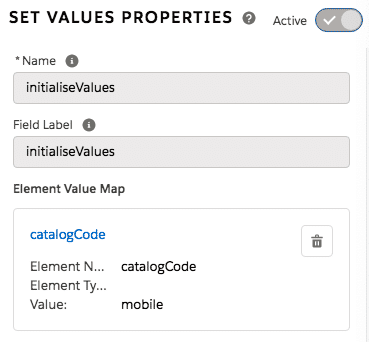 SET VALUES PROPERTIES ? Active
* Name i
initialiseValues
Field Label i
initialiseValues
Element Value Map
catalogCode
Element N... catalogCode
Element Ty...
Value: mobile